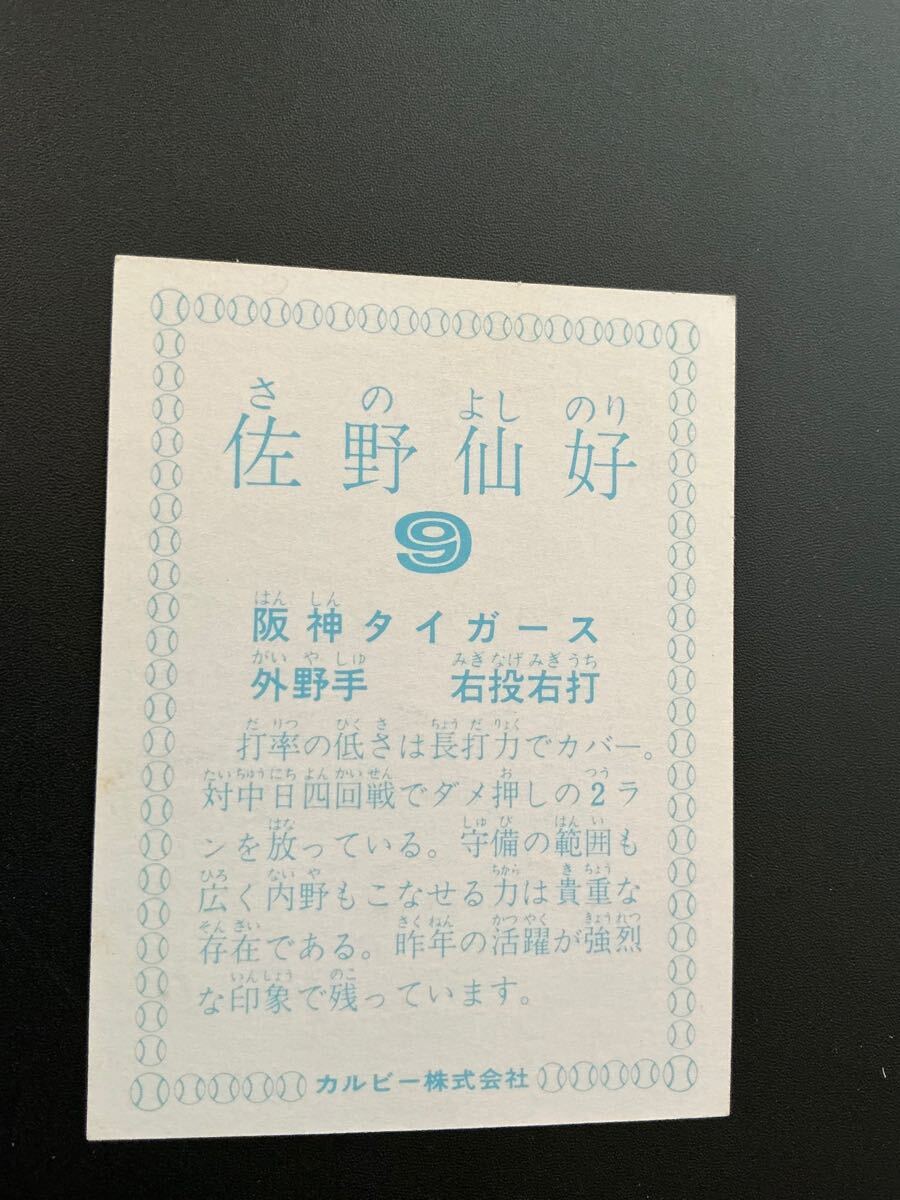 さ の よし のり
佐野仙好
9
はん しん
阪神タイガース
がい や しゅ みぎ なげ みぎ うち
外野手 右投右打
だ りつ ひく さ ちょう だ りょく
打率の低さは長打力でカバー。
たい ちゅう にち よん かい せん お つう
対中日四回戦でダメ押しの2ラ
はな しゅ び はん い
ンを放っている。守備の範囲も
ひろ ない や ちから き ちょう
広く内野もこなせる力は貴重な
そん ざい さく ねん かつ やく きょう れつ
存在である。昨年の活躍が強烈
いん しょう のこ
な印象で残っています。
カルビー株式会社